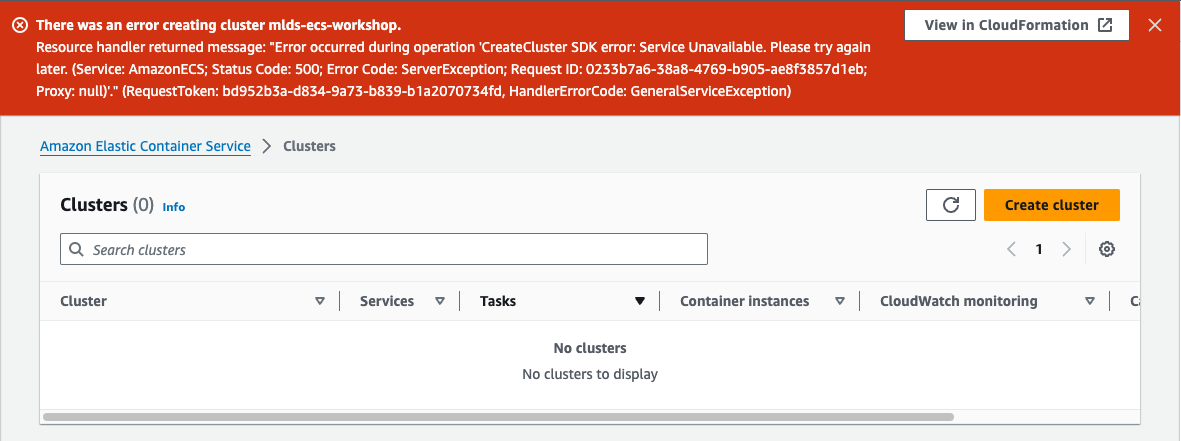 There was an error creating cluster mlds-ecs-workshop.
View in CloudFormation
Resource handler returned message: "Error occurred during operation 'CreateCluster SDK error: Service Unavailable. Please try again
later. (Service: AmazonECS; Status Code: 500; Error Code: ServerException; Request ID: 0233b7a6-38a8-4769-b905-ae8f3857d1eb;
Proxy: null)'." (RequestToken: bd952b3a-d834-9a73-b839-b1a2070734fd, HandlerErrorCode: GeneralServiceException)
Amazon Elastic Container Service > Clusters
Clusters (0) Info
Create cluster
Search clusters
1
Cluster Services Tasks Container instances CloudWatch monitoring
No clusters
No clusters to display